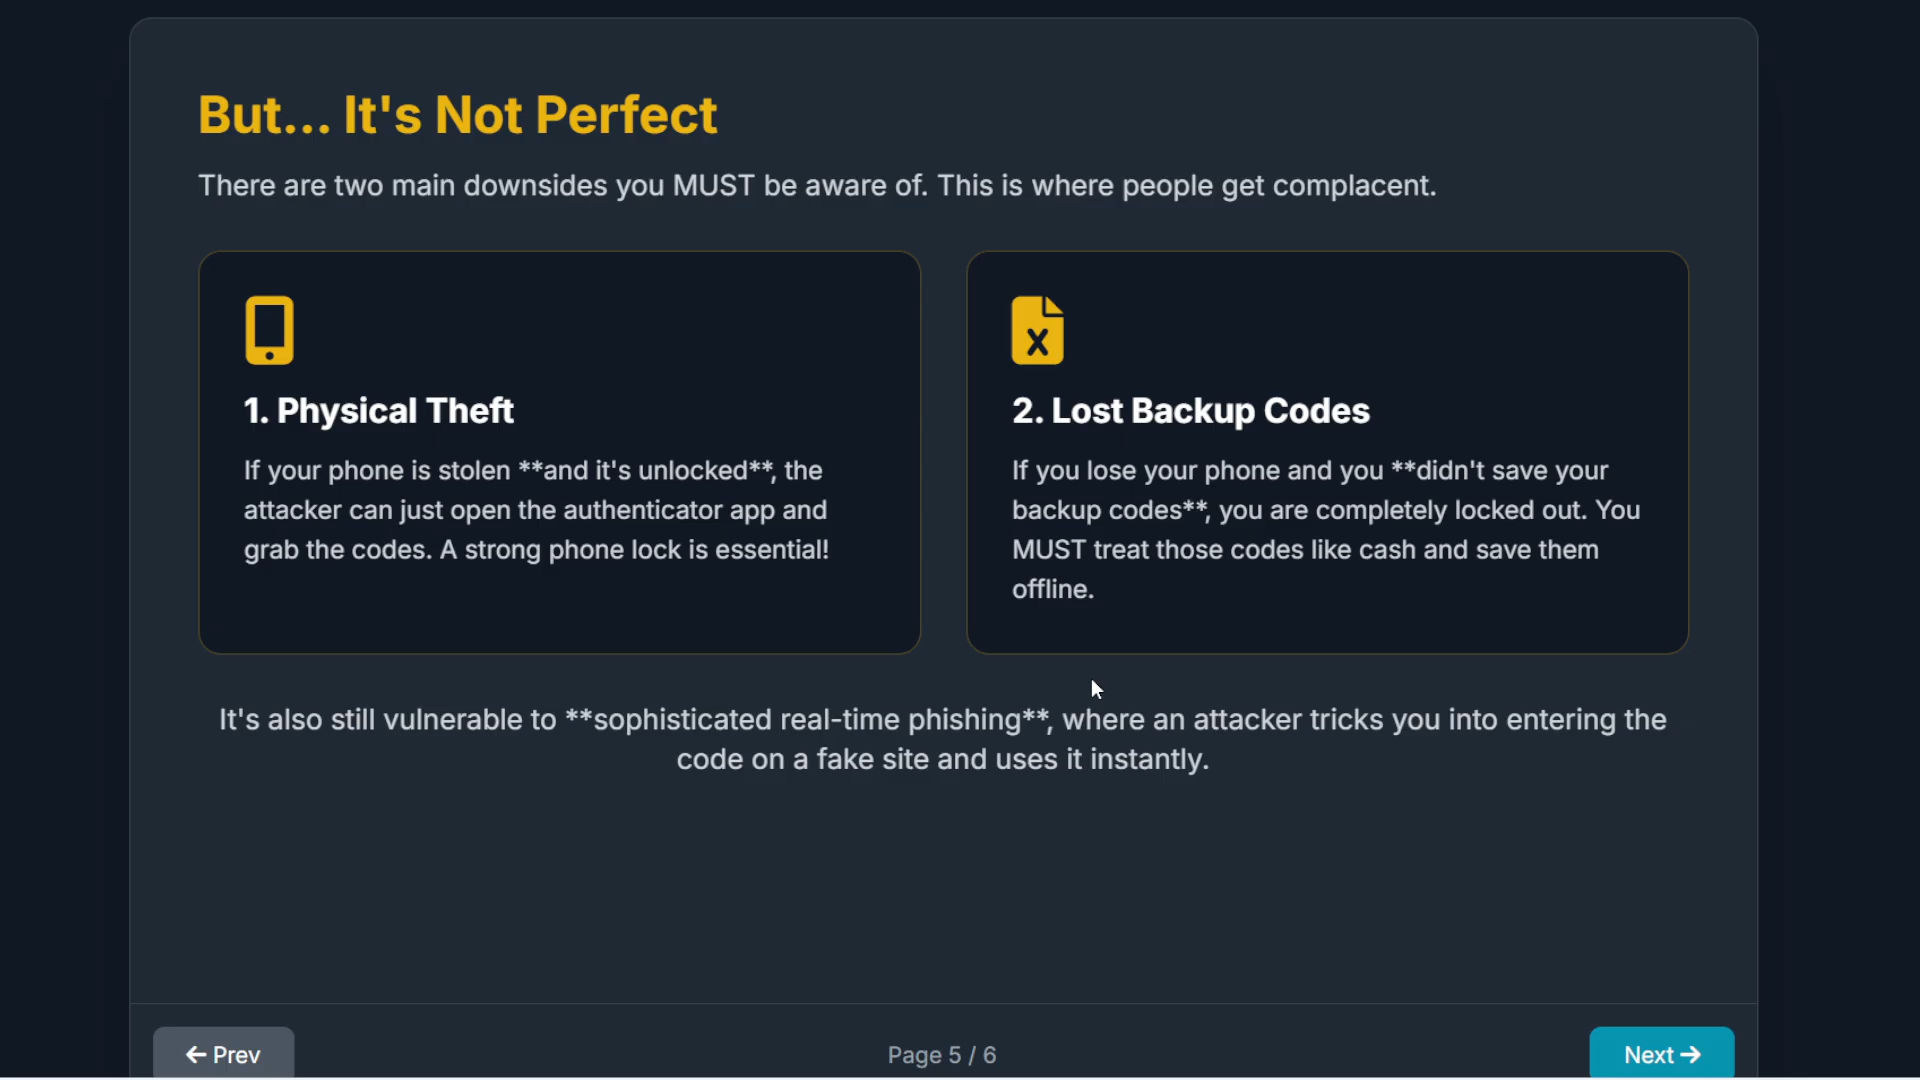 But... It's Not Perfect
There are two main downsides you MUST be aware of. This is where people get complacent.
1. Physical Theft
If your phone is stolen **and it's unlocked**, the
attacker can just open the authenticator app and
grab the codes. A strong phone lock is essential!
X
2. Lost Backup Codes
If you lose your phone and you **didn't save your
backup codes**, you are completely locked out. You
MUST treat those codes like cash and save them
offline.
It's also still vulnerable to **sophisticated real-time phishing**, where an attacker tricks you into entering the
code on a fake site and uses it instantly.
← Prev
Page 5 / 6
Next →